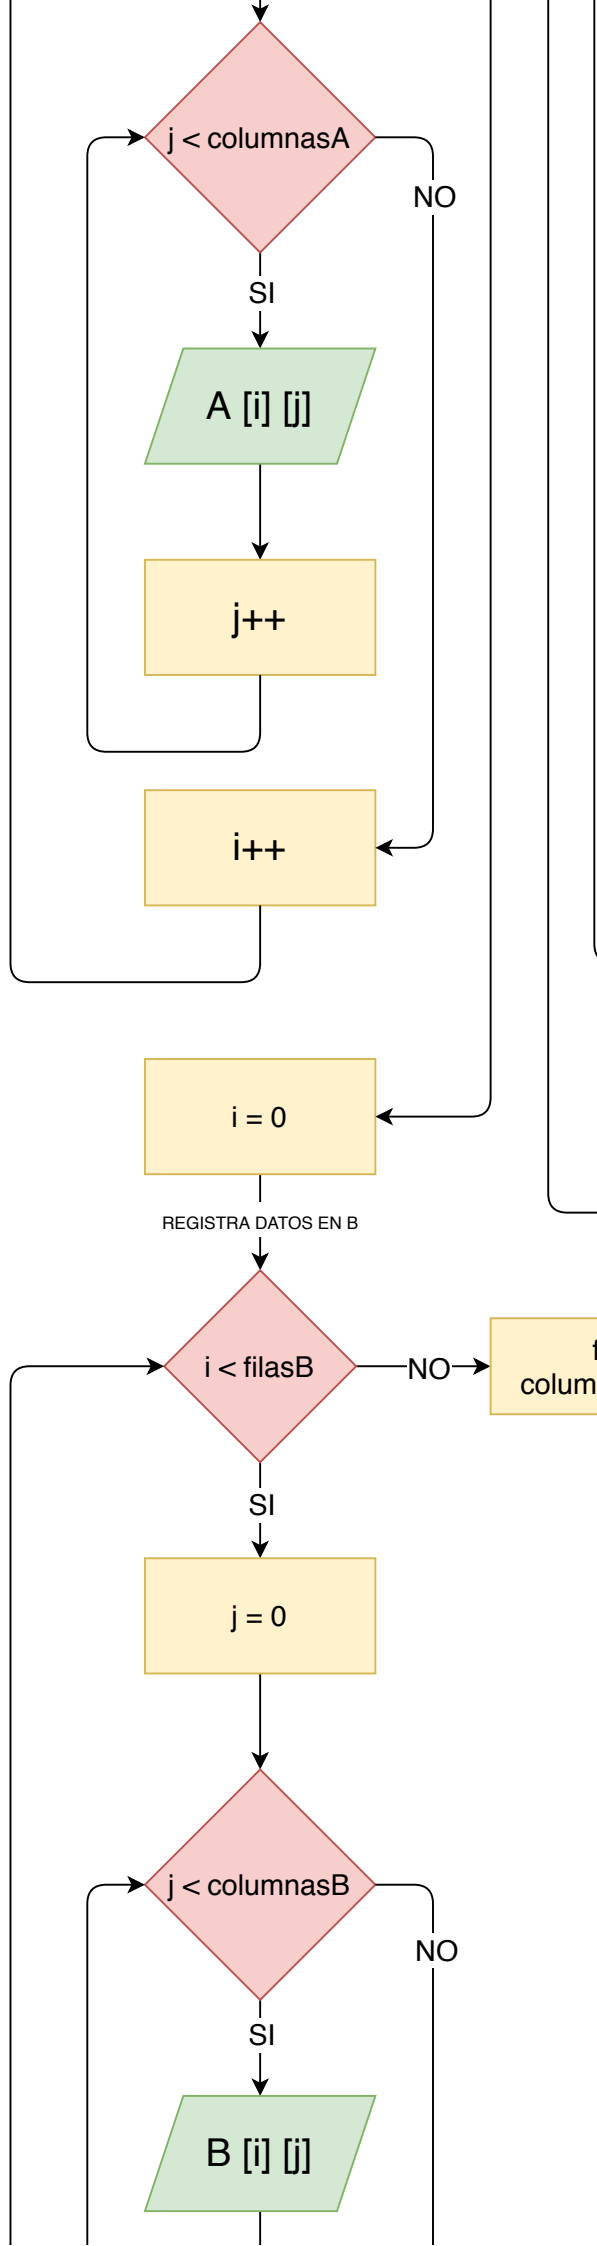 j < columnasA
NO
SI
A [i] [j]
j++
i++
i = 0
REGISTRA DATOS EN B
i < filasB
NO
SI
j = 0
j < columnasB
NO
SI
B [i] [j]